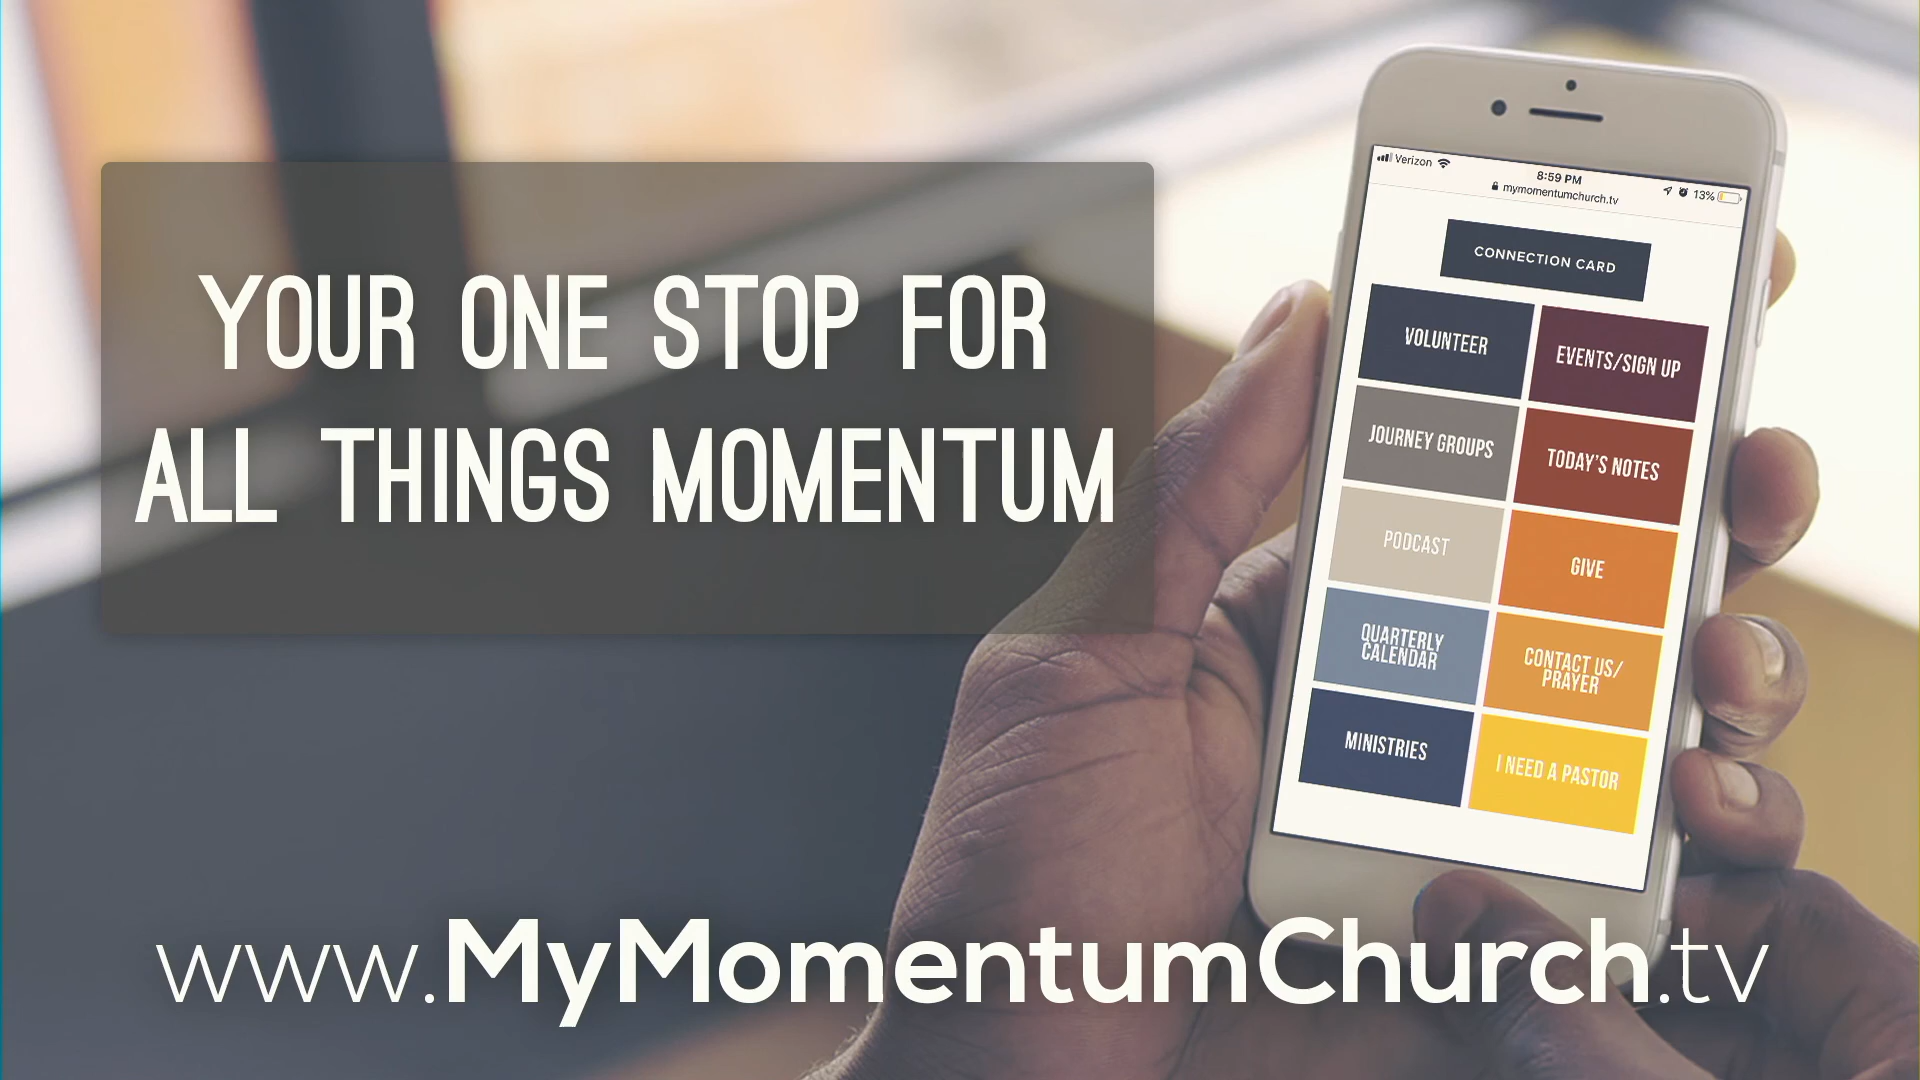 YOUR ONE STOP FOR
ALL THINGS MOMENTUM
Verizon
8:59 PM
13%
mymomentumchurch.tv
CONNECTION CARD
VOLUNTEER
EVENTS/SIGN UP
JOURNEY GROUPS
TODAY'S NOTES
PODCAST
GIVE
QUARTERLY
CALENDAR
CONTACT US/
PRAYER
MINISTRIES
I NEED A PASTOR
www.MyMomentumChurch.tv